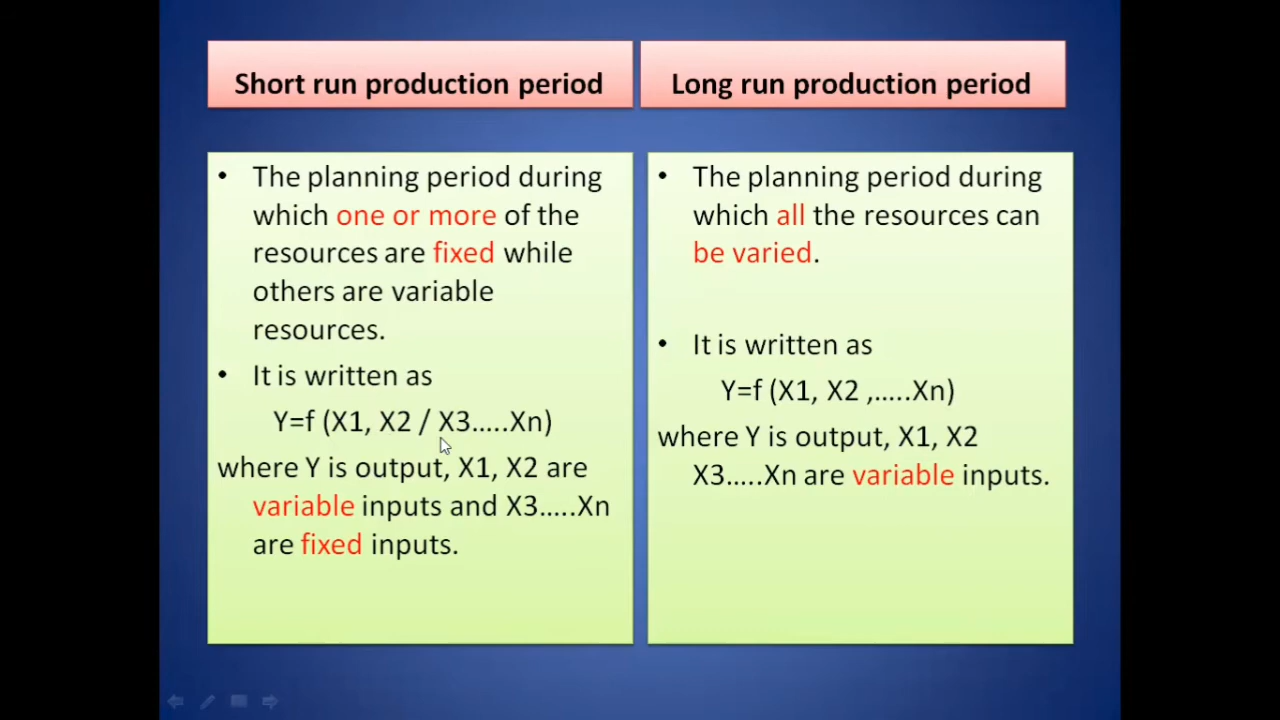 Short run production period
Long run production period
• The planning period during
which one or more of the
resources are fixed while
others are variable
resources.
• It is written as
Y=f (X1, X2 / X3…..Xn)
where Y is output, X1, X2 are
variable inputs and X3…..Xn
are fixed inputs.
• The planning period during
which all the resources can
be varied.
• It is written as
Y=f (X1, X2 ,…..Xn)
where Y is output, X1, X2
X3…..Xn are variable inputs.